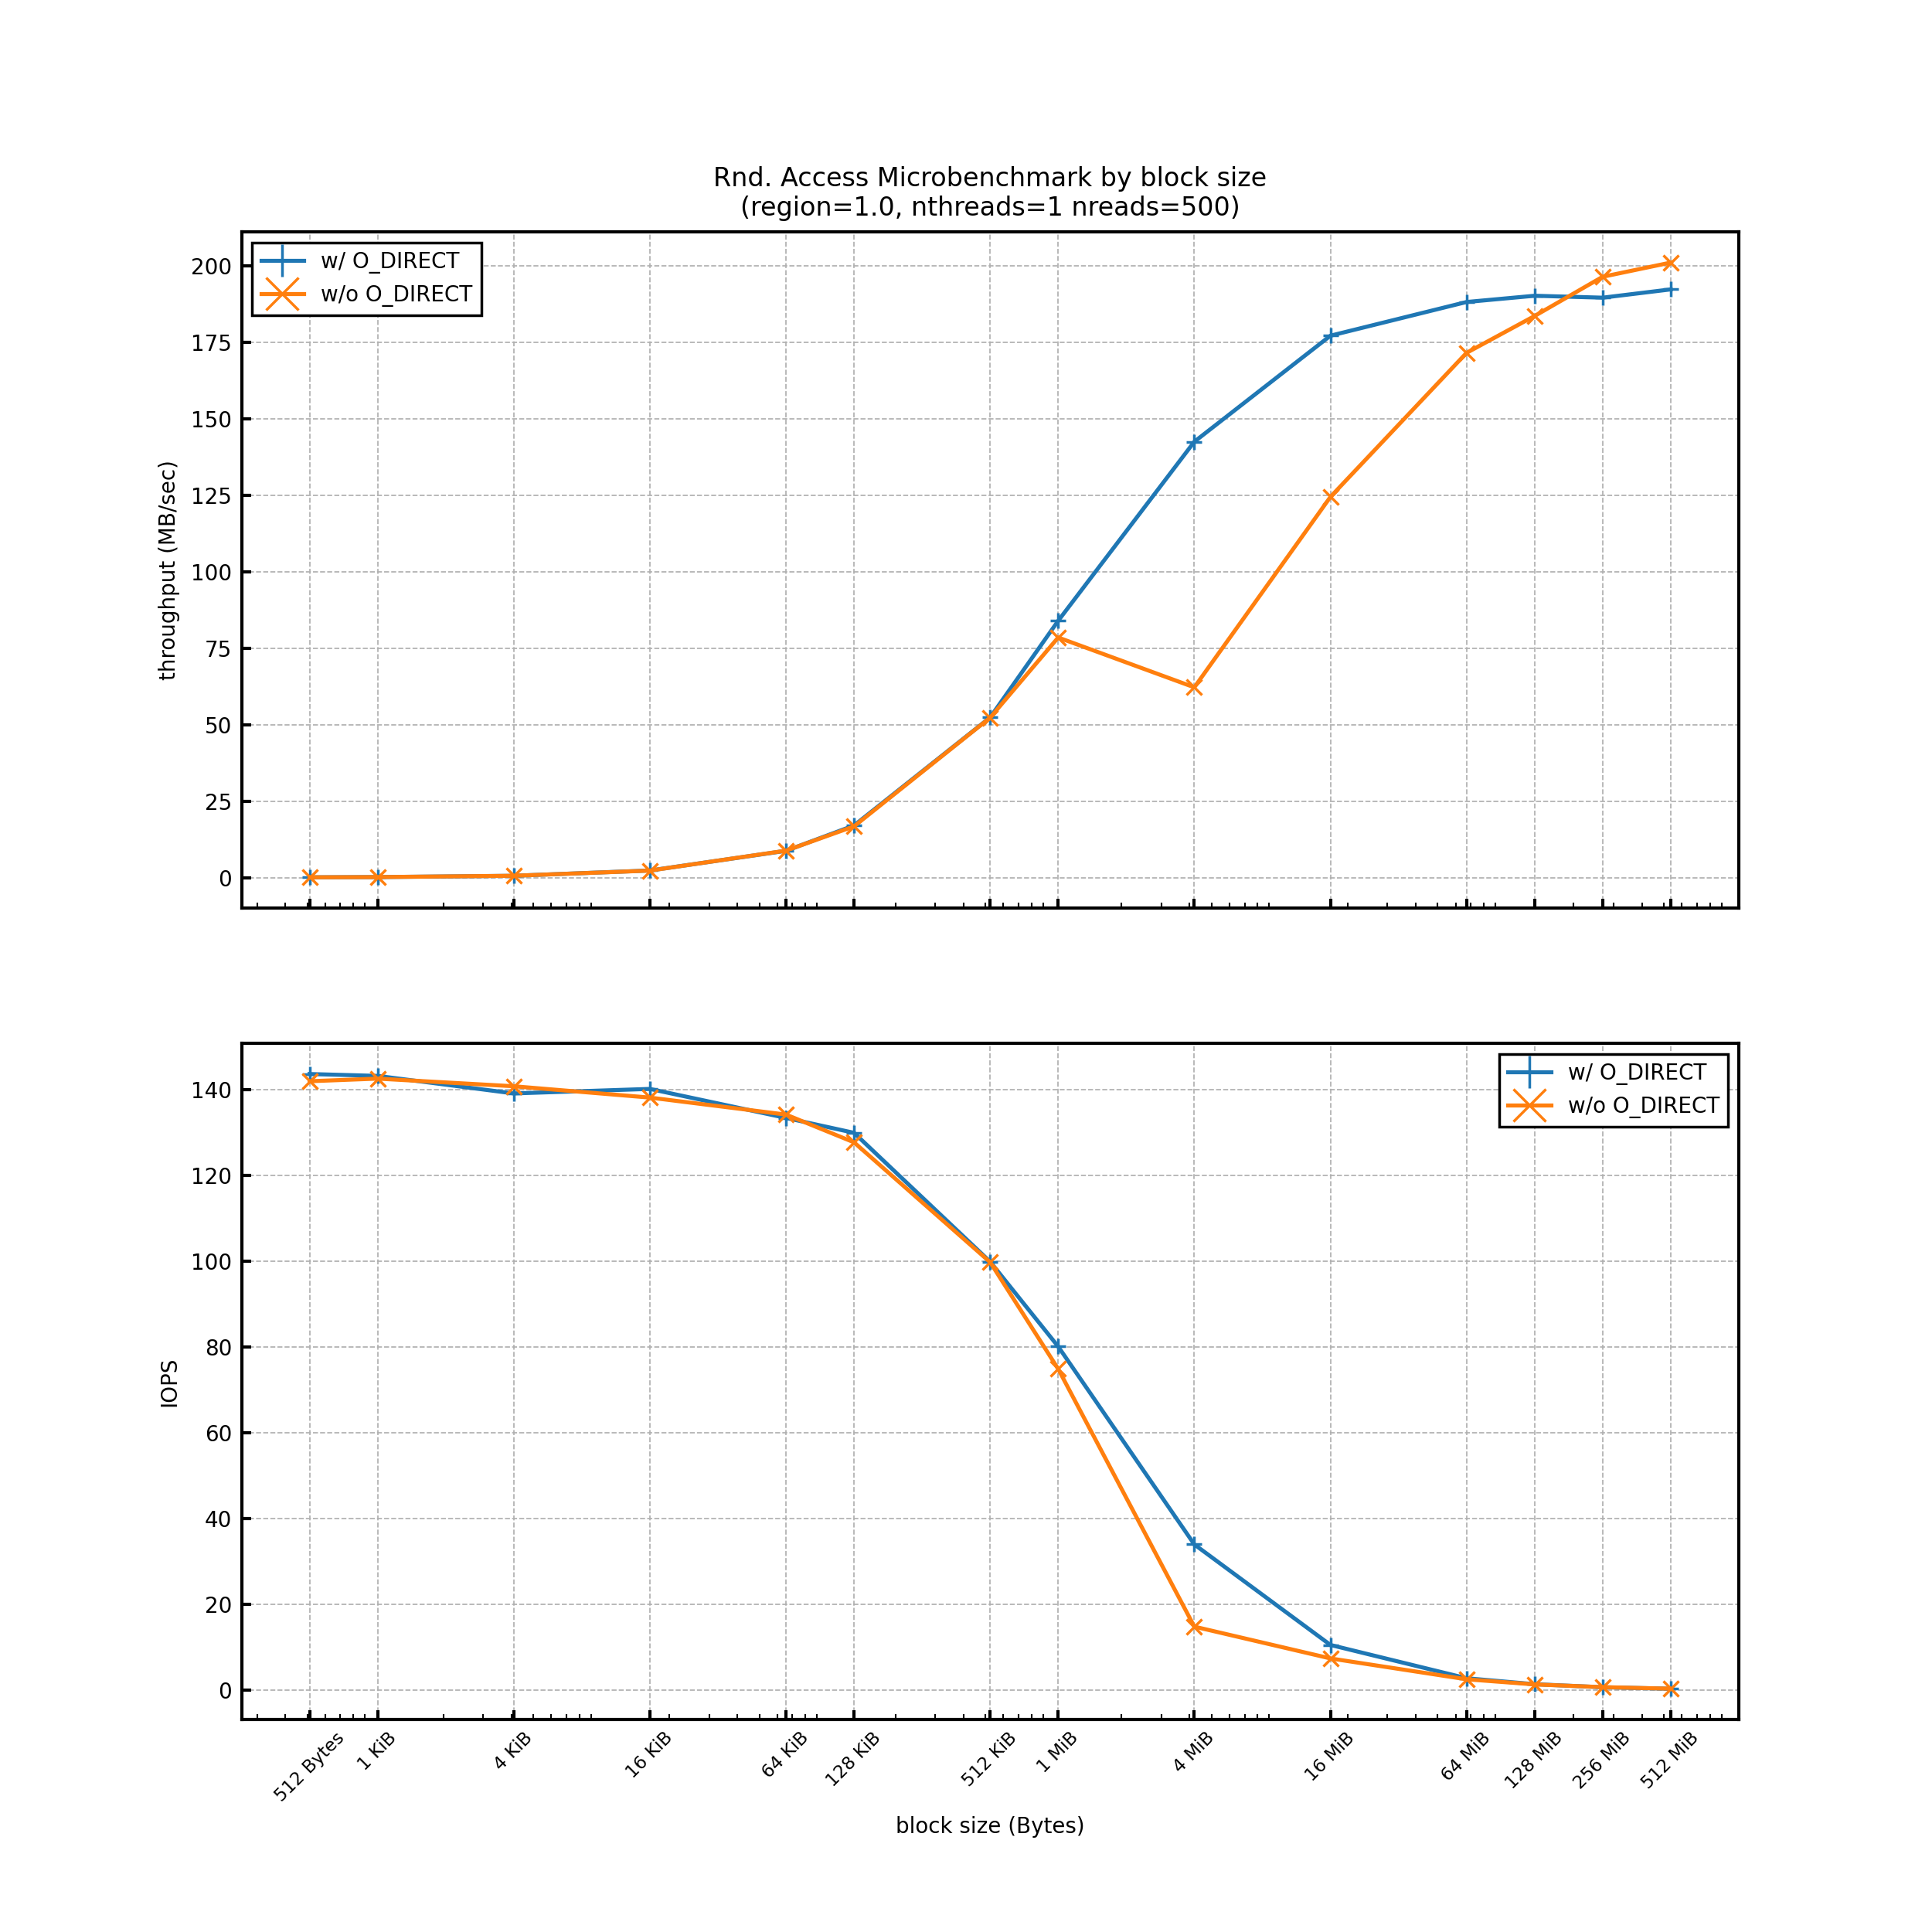 Rnd. Access Microbenchmark by block size
(region=1.0, nthreads=1 nreads=500)
w/ O_DIRECT
w/o O_DIRECT
200
175
150
125
100
75
50
25
0
throughput (MB/sec)
w/ O_DIRECT
w/o O_DIRECT
140
120
100
80
60
40
20
0
IOPS
512 Bytes
1 KiB
4 KiB
16 KiB
64 KiB
128 KiB
512 KiB
1 MiB
4 MiB
16 MiB
64 MiB
128 MiB
256 MiB
512 MiB
block size (Bytes)